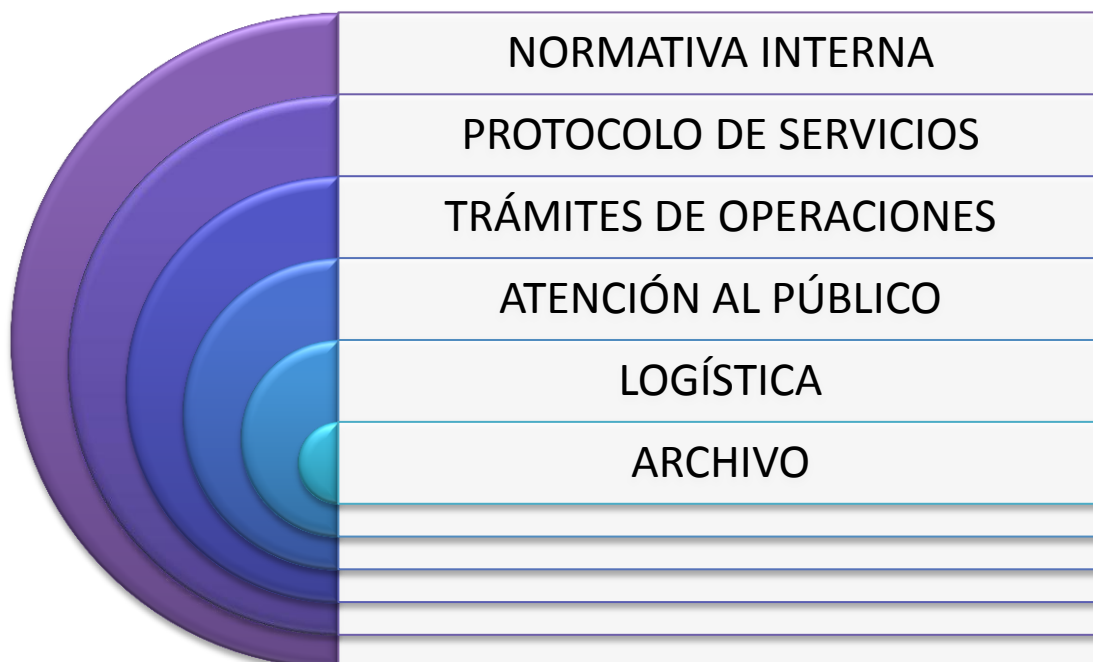 NORMATIVA INTERNA
PROTOCOLO DE SERVICIOS
TRÁMITES DE OPERACIONES
ATENCIÓN AL PÚBLICO
LOGÍSTICA
ARCHIVO